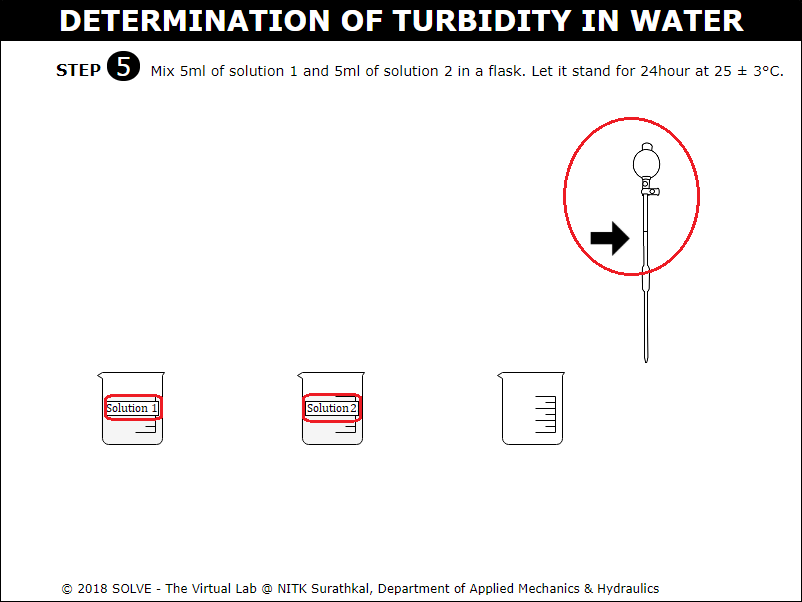 DETERMINATION OF TURBIDITY IN WATER
STEP 5 Mix 5ml of solution 1 and 5ml of solution 2 in a flask. Let it stand for 24hour at 25 ± 3°C.
Solution 1 Solution 2
© 2018 SOLVE - The Virtual Lab @ NITK Surathkal, Department of Applied Mechanics & Hydraulics